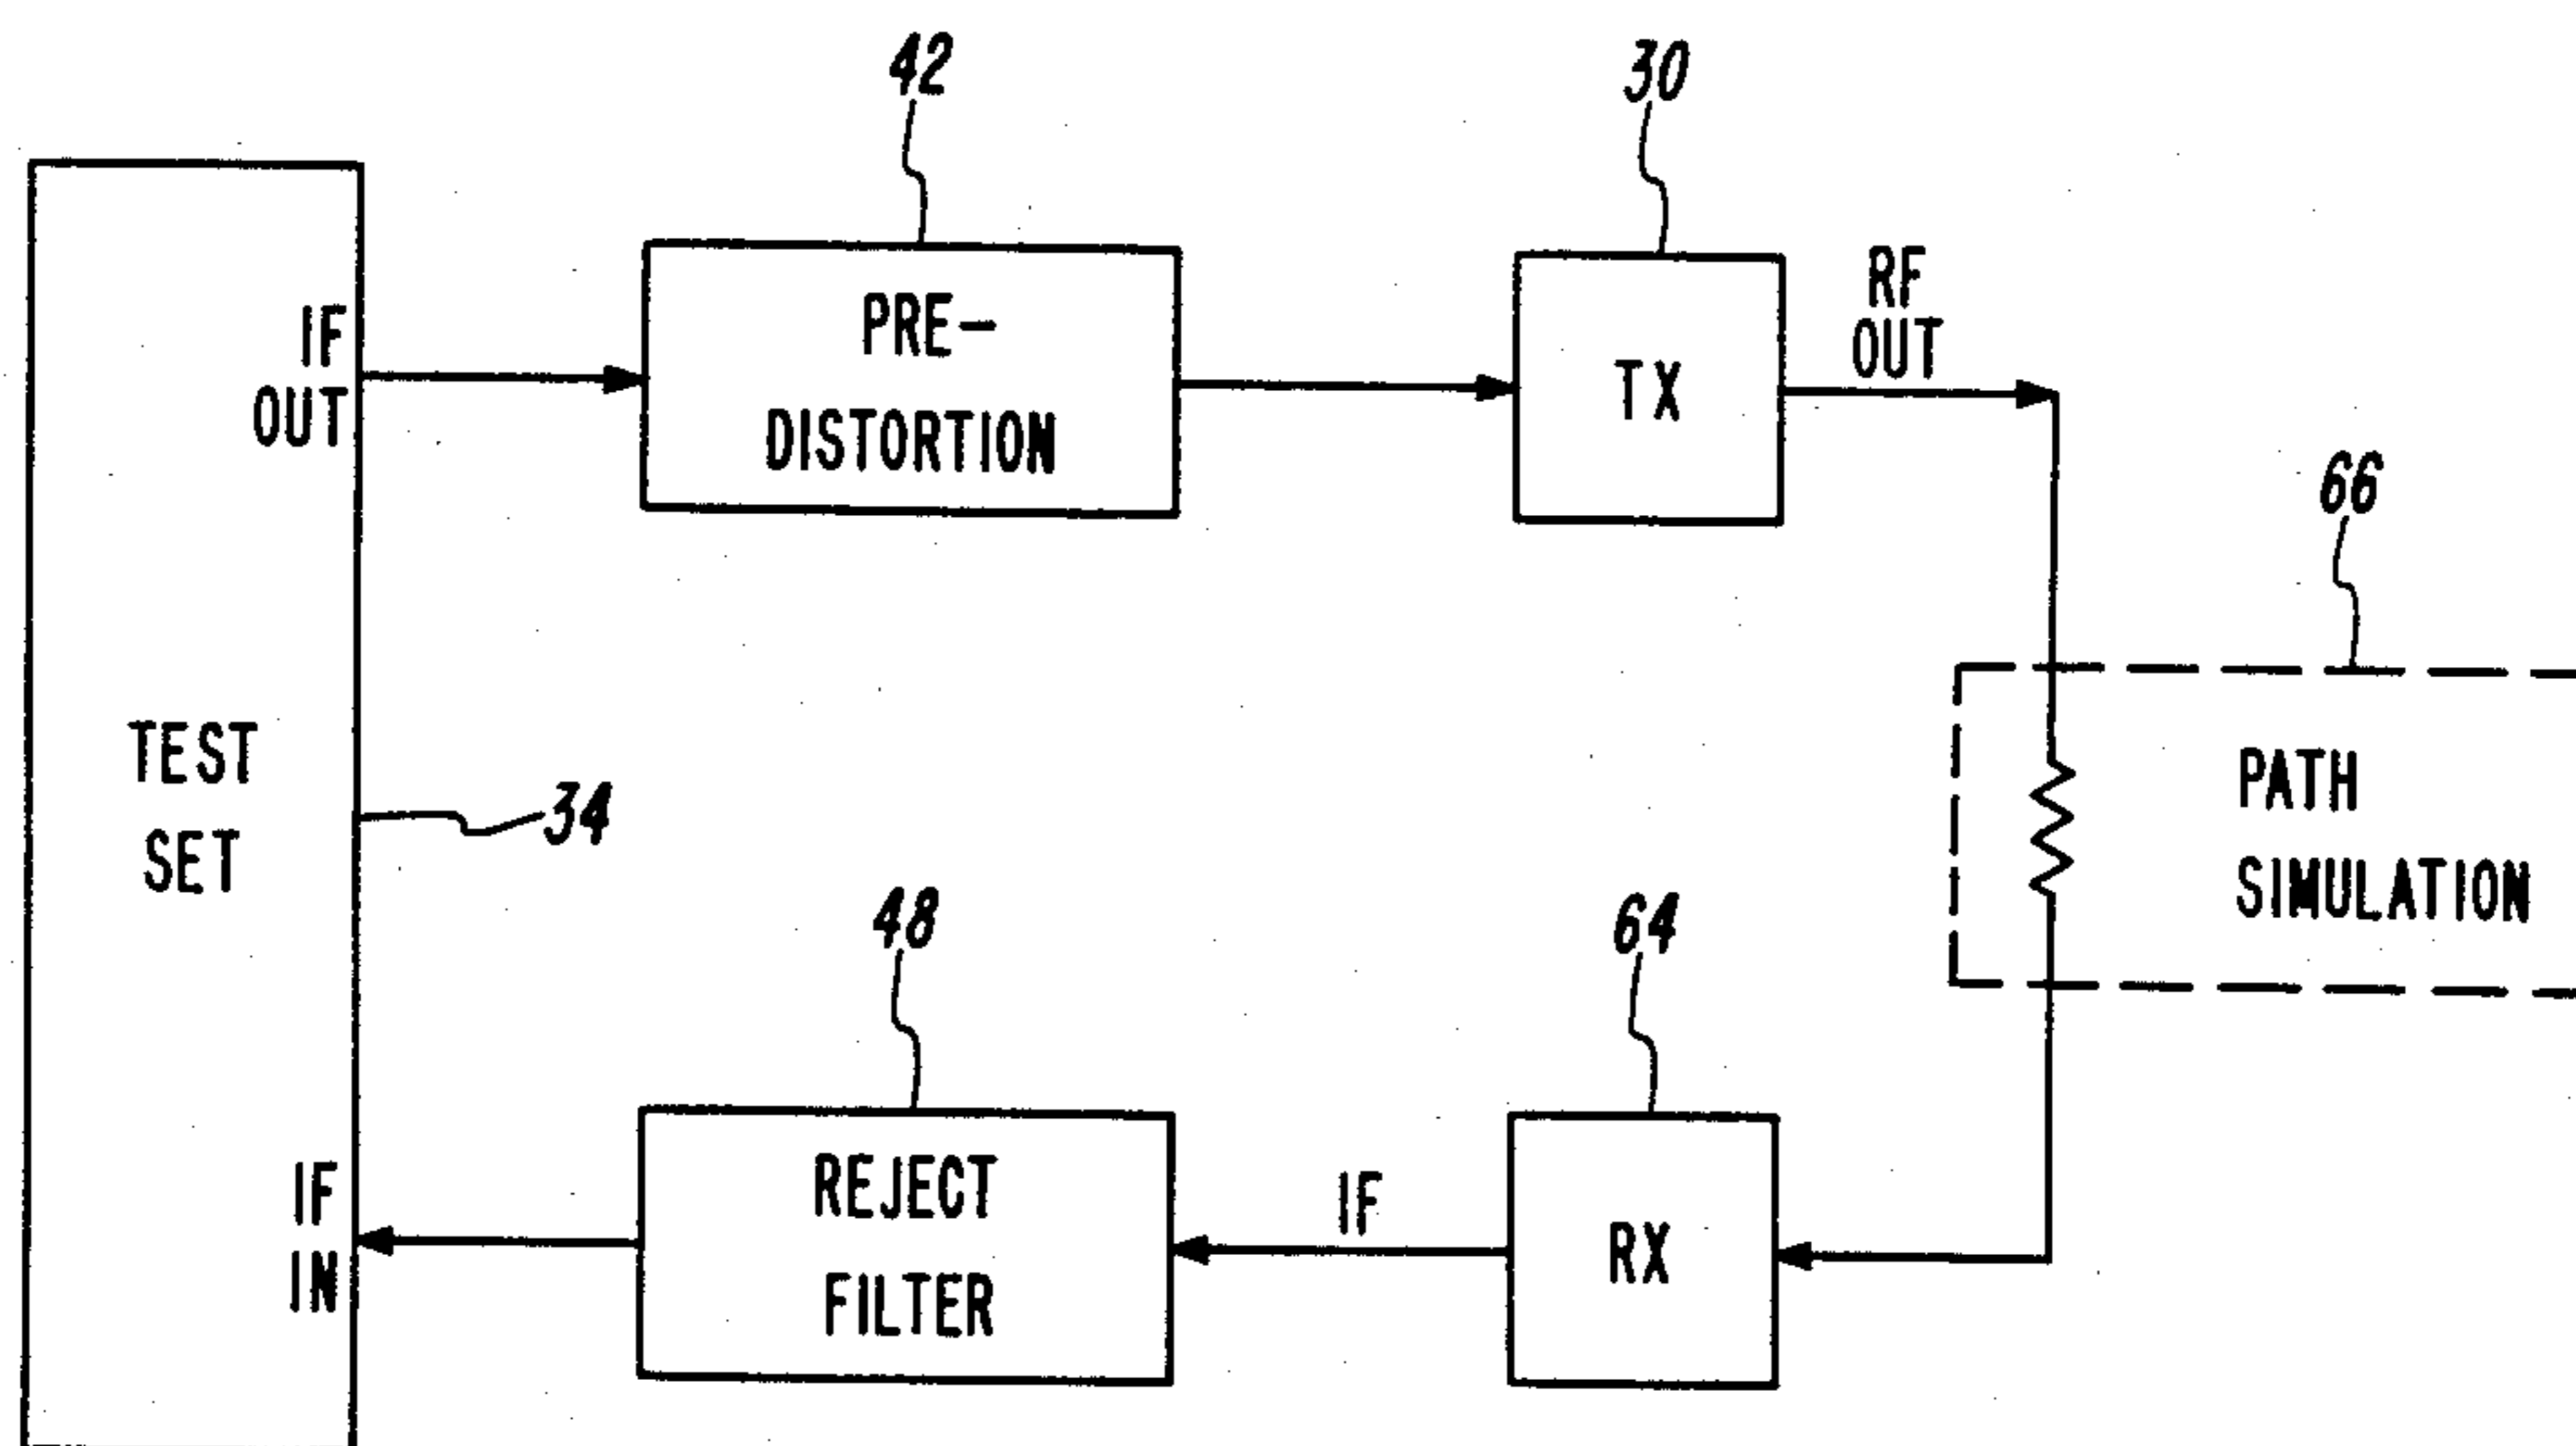 42
30
IF
OUT
PRE-
DISTORTION
TX
RF
OUT
66
TEST
SET
34
PATH
SIMULATION
48
64
IF
IN
REJECT
FILTER
IF
RX